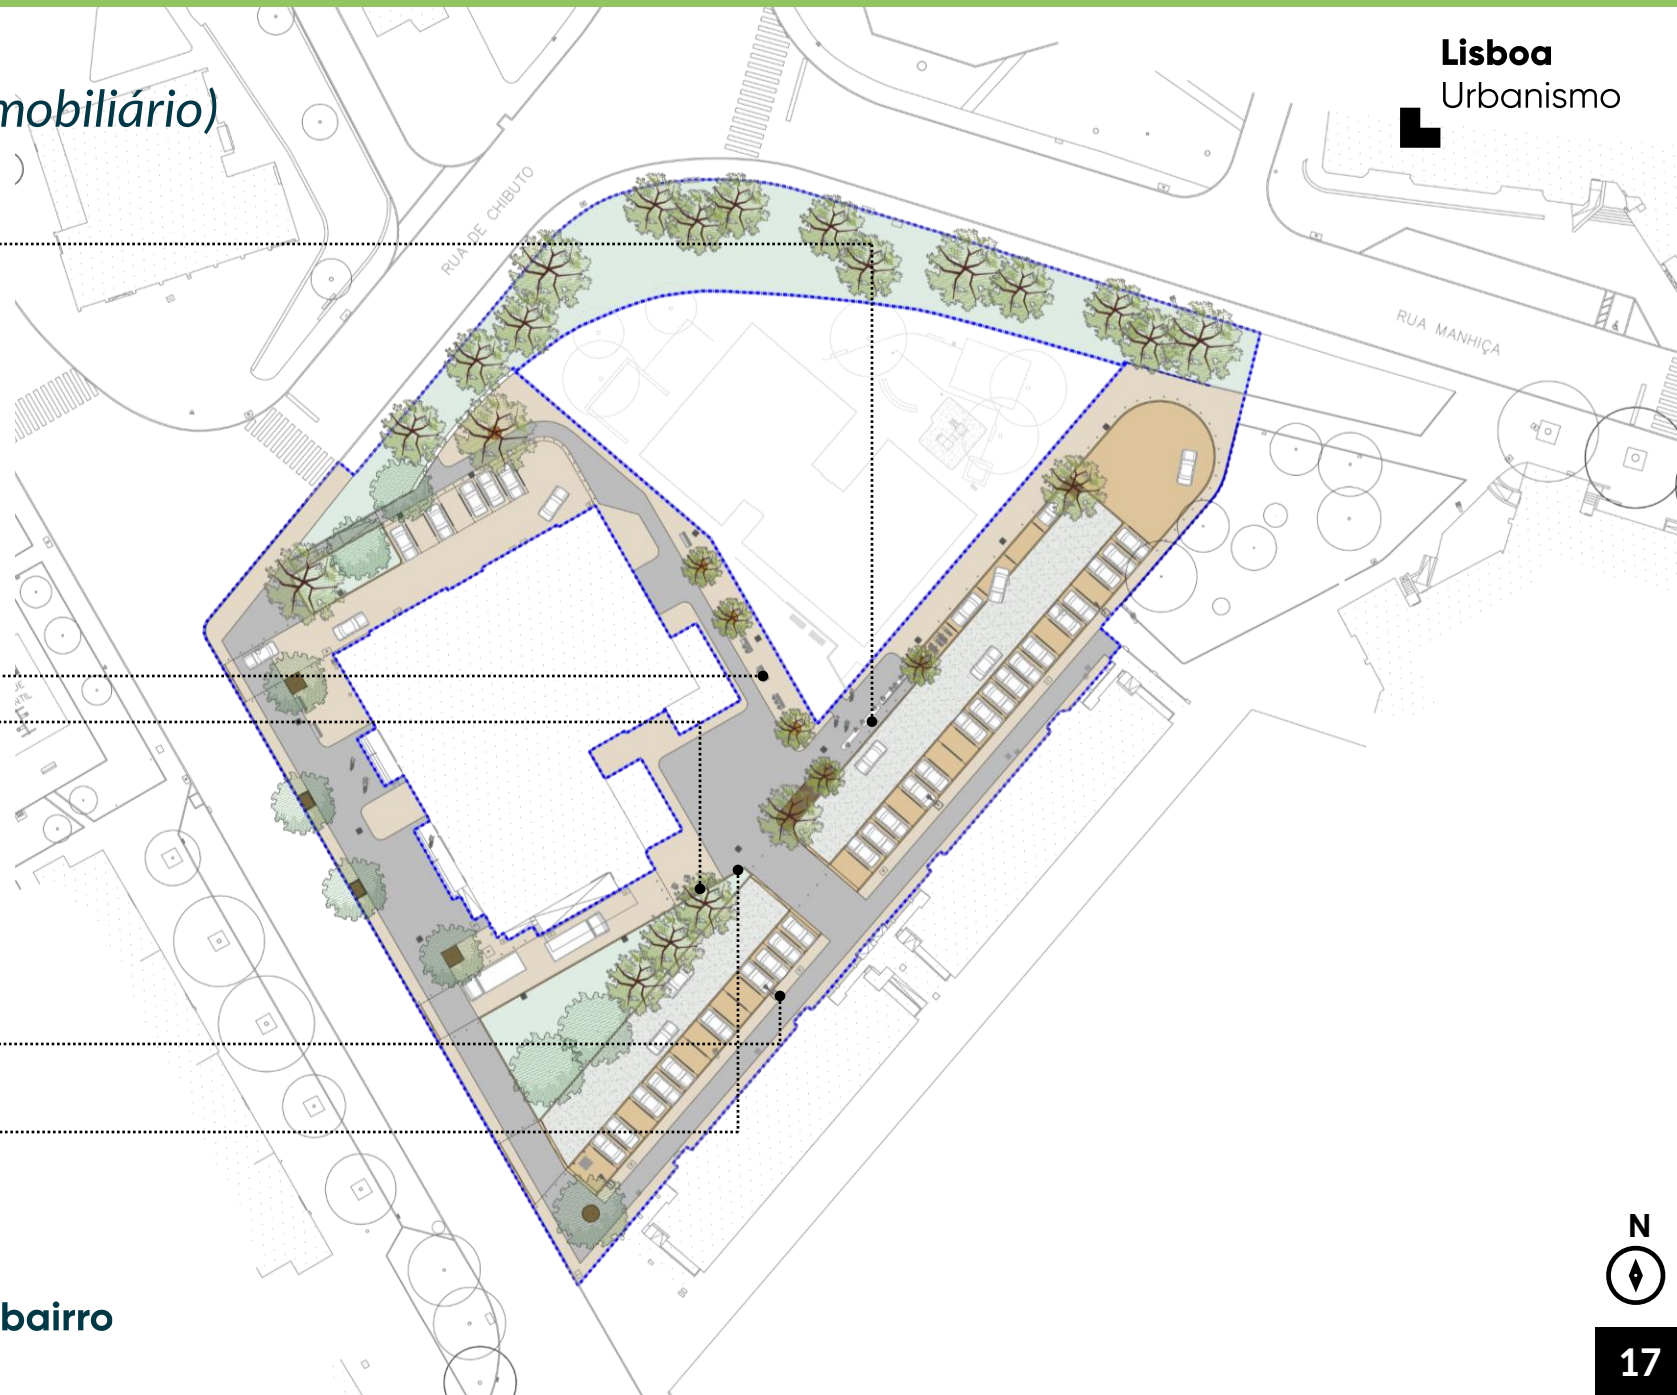 Lisboa
Urbanismo
mobiliário)
RUA DE CHIBUTO
RUA MANHIÇA
N
bairro
17